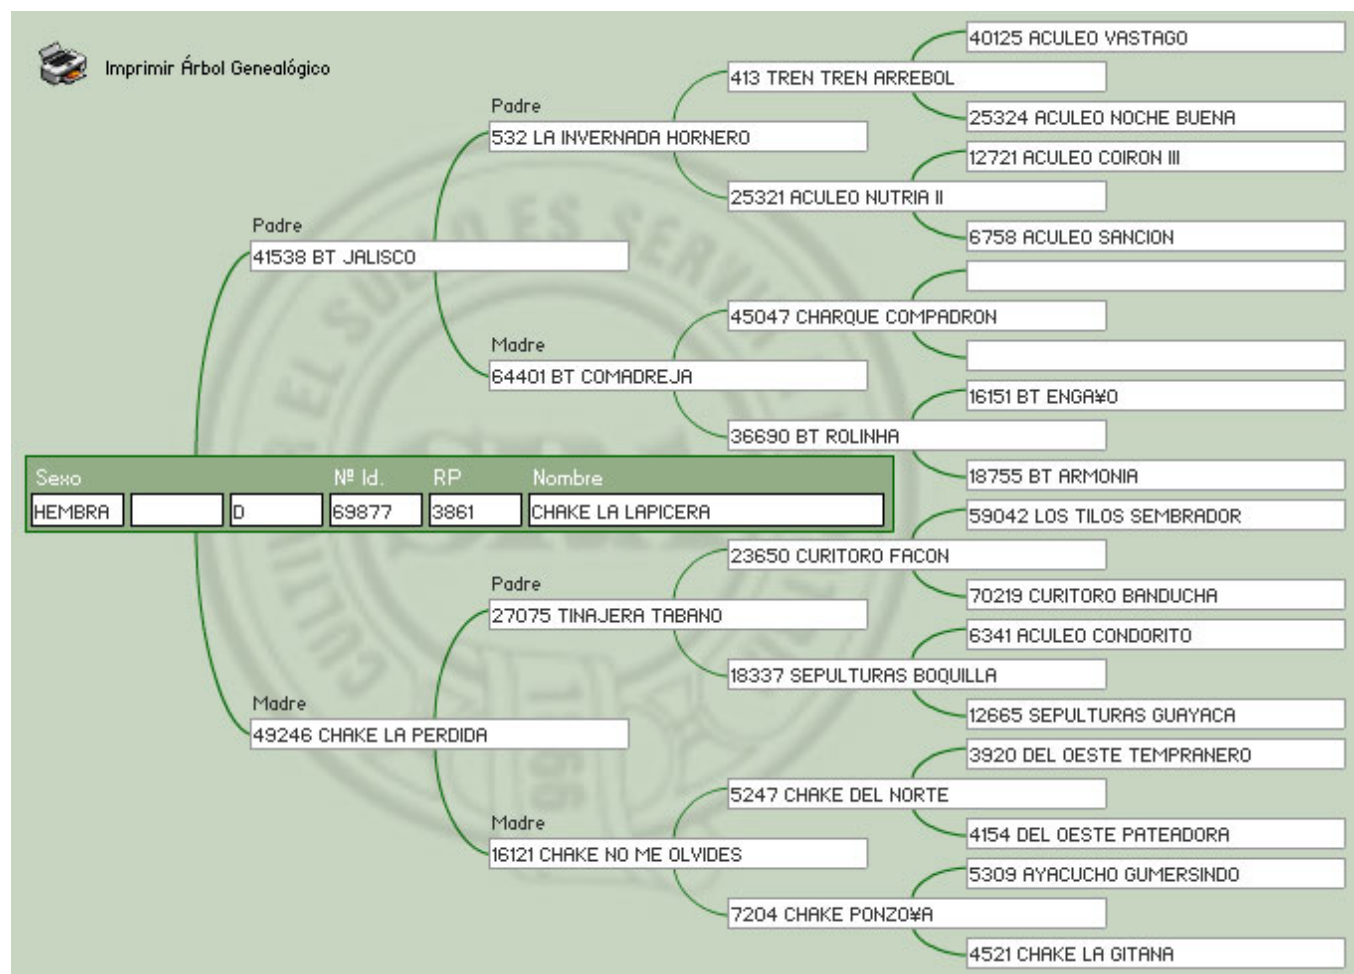 Imprimir Árbol Genealógico
40125 ACULEO VASTAGO
413 TREN TREN ARREBOL
Padre
25324 ACULEO NOCHE BUENA
532 LA INVERNADA HORNERO
12721 ACULEO COIRON III
25321 ACULEO NUTRIA II
Padre
6758 ACULEO SANCION
41538 BT JALISCO
45047 CHARQUE COMPADRON
Madre
64401 BT COMADREJA
16151 BT ENGA¥O
36690 BT ROLINHA
18755 BT ARMONIA
Sexo Nº Id. RP Nombre
HEMBRA D 69877 3861 CHAKE LA LAPICERA
59042 LOS TILOS SEMBRADOR
23650 CURITORO FACON
Padre
70219 CURITORO BANDUCHA
27075 TINAJERA TABANO
6341 ACULEO CONDORITO
18337 SEPULTURAS BOQUILLA
Madre
12665 SEPULTURAS GUAYACA
49246 CHAKE LA PERDIDA
3920 DEL OESTE TEMPRANERO
5247 CHAKE DEL NORTE
Madre
4154 DEL OESTE PATEADORA
16121 CHAKE NO ME OLVIDES
5309 AYACUCHO GUMERSINDO
7204 CHAKE PONZO¥A
4521 CHAKE LA GITANA
CULTIVAR EL SUELO ES SERVIR
1866